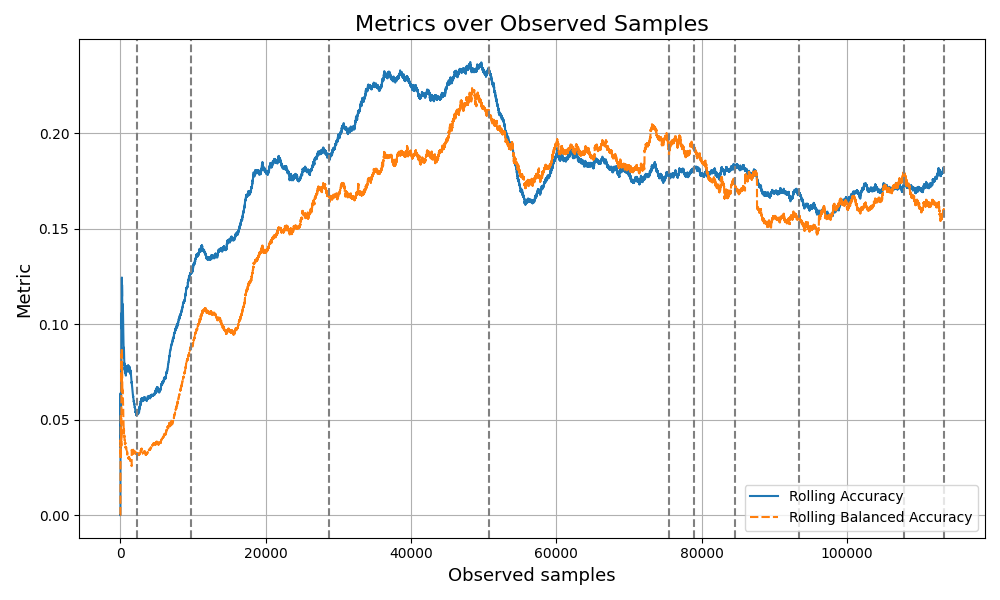 Metrics over Observed Samples
Metric
0.20
0.15
0.10
0.05
0.00
Rolling Accuracy
Rolling Balanced Accuracy
0
20000
40000
60000
80000
100000
Observed samples